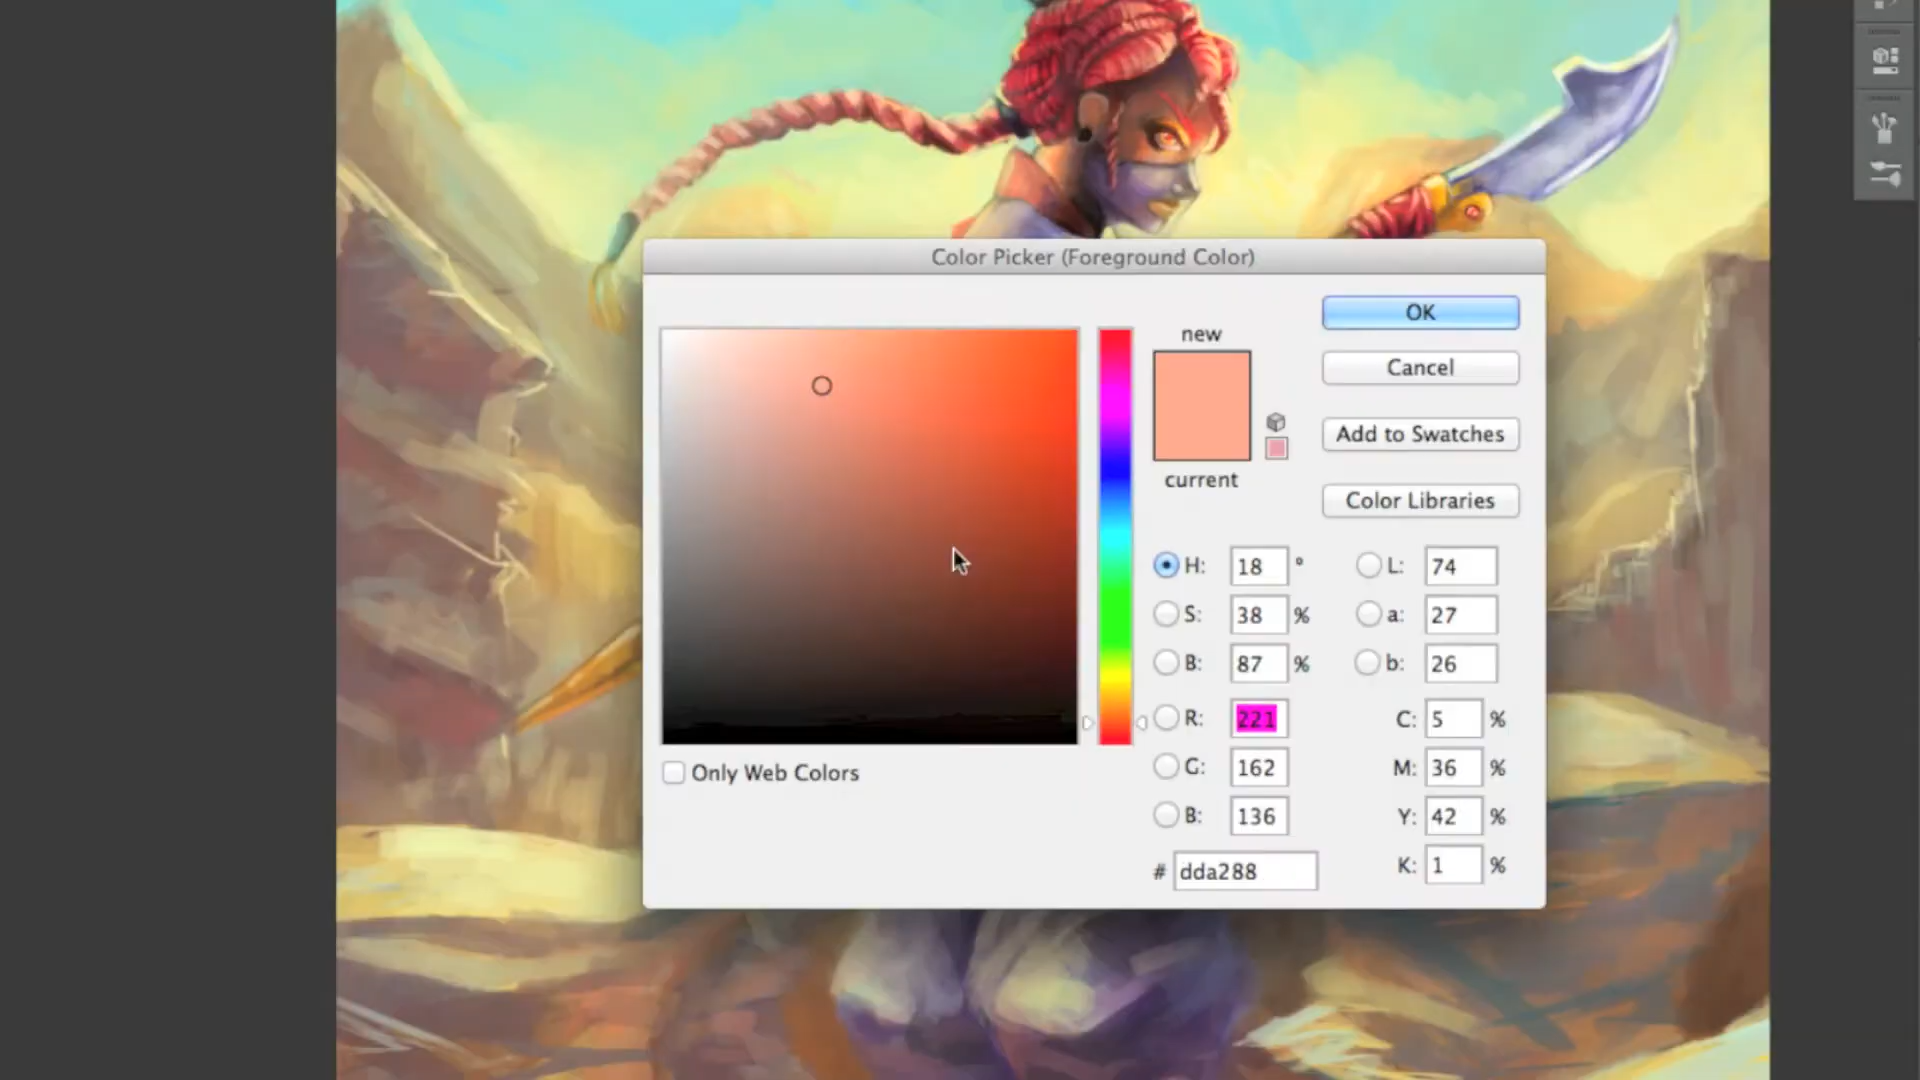 Color Picker (Foreground Color)
new
current
OK
Cancel
Add to Swatches
Color Libraries
H: 18 °
S: 38 %
B: 87 %
R: 221
G: 162
B: 136
# dda288
L: 74
a: 27
b: 26
C: 5 %
M: 36 %
Y: 42 %
K: 1 %
Only Web Colors